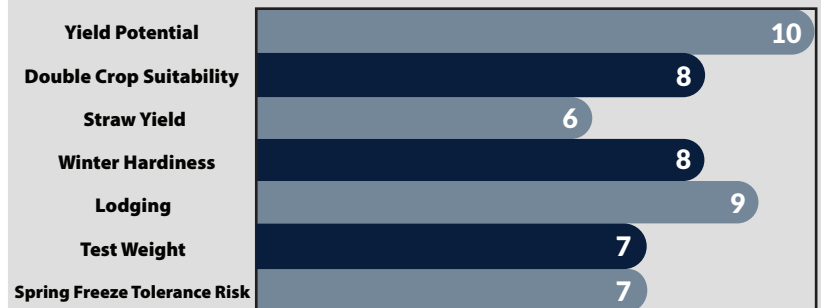 Yield Potential 10
Double Crop Suitability 8
Straw Yield 6
Winter Hardiness 8
Lodging 9
Test Weight 7
Spring Freeze Tolerance Risk 7